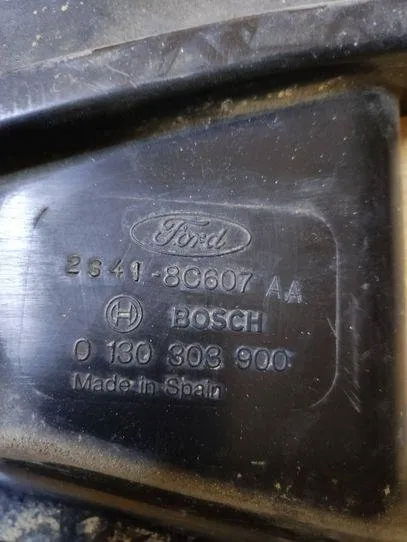 Ford
2S41-8C607 AA
BOSCH
0 130 303 900
Made in Spain